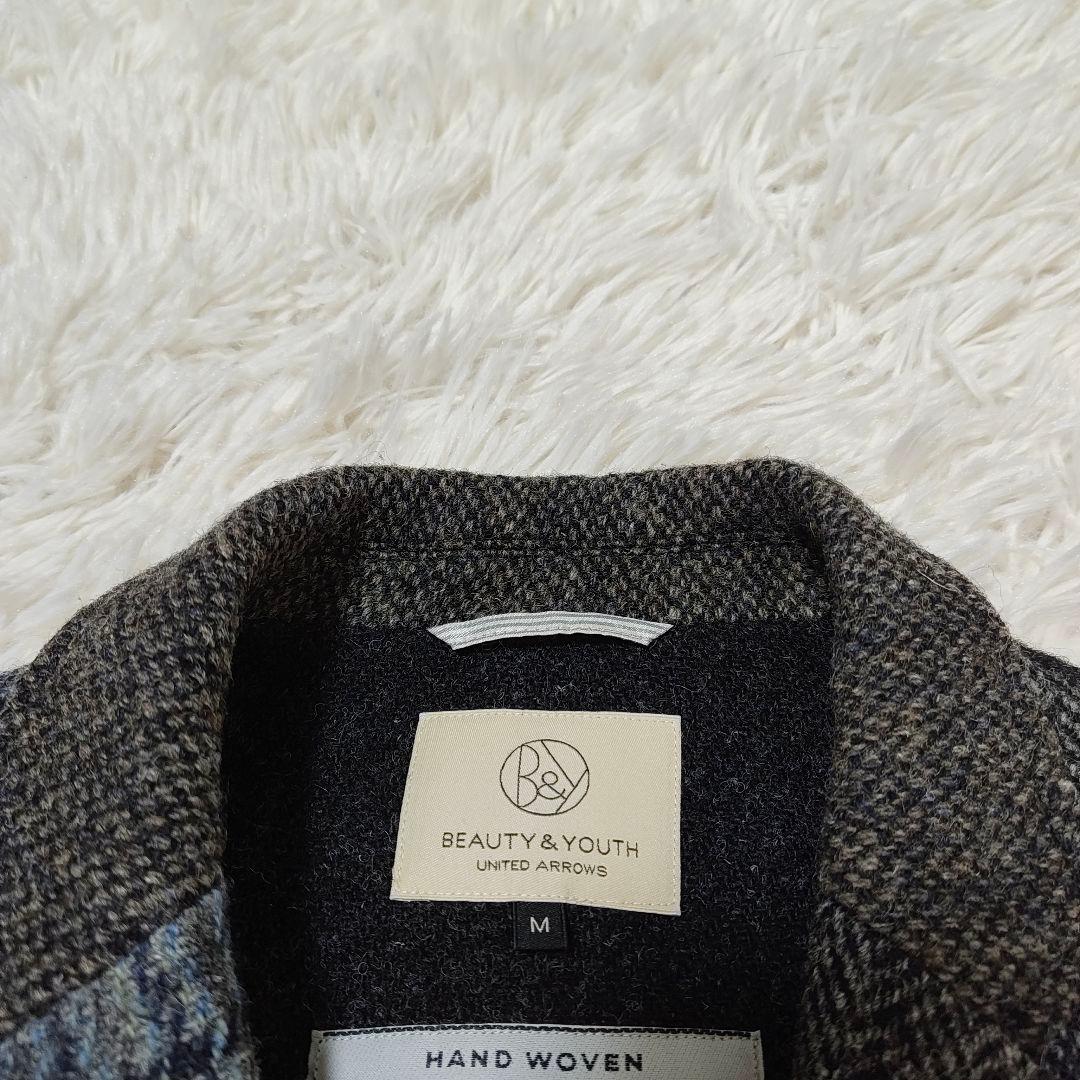 B&Y
BEAUTY & YOUTH
UNITED ARROWS
M
HAND WOVEN